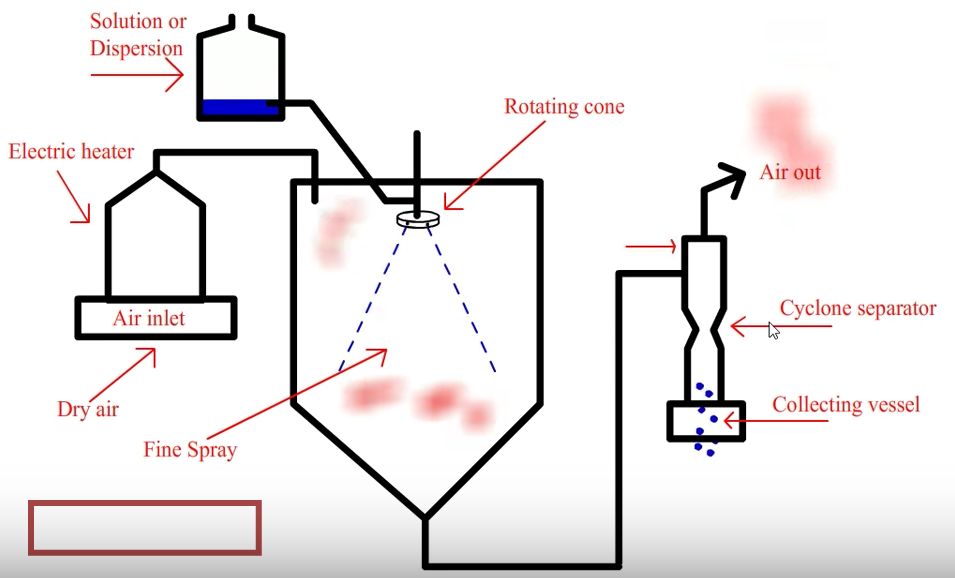 Solution or
Dispersion
Rotating cone
Electric heater
Air out
Air inlet
Cyclone separator
Dry air
Collecting vessel
Fine Spray